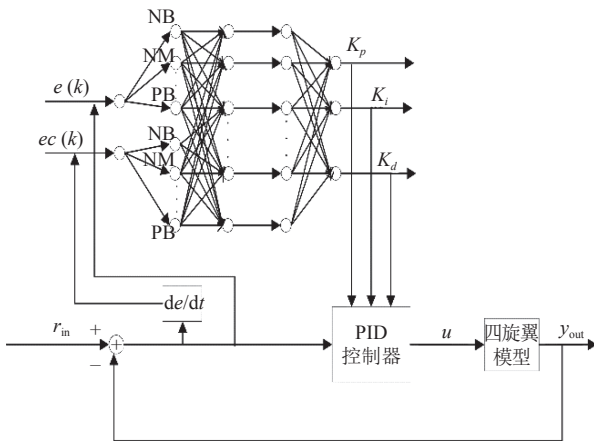 NB
NM
PB
e (k)
ec (k)
NB
NM
PB
K_p
K_i
K_d
de/dt
r_in
+
+
−
PID
控制器
u
四旋翼
模型
y_out